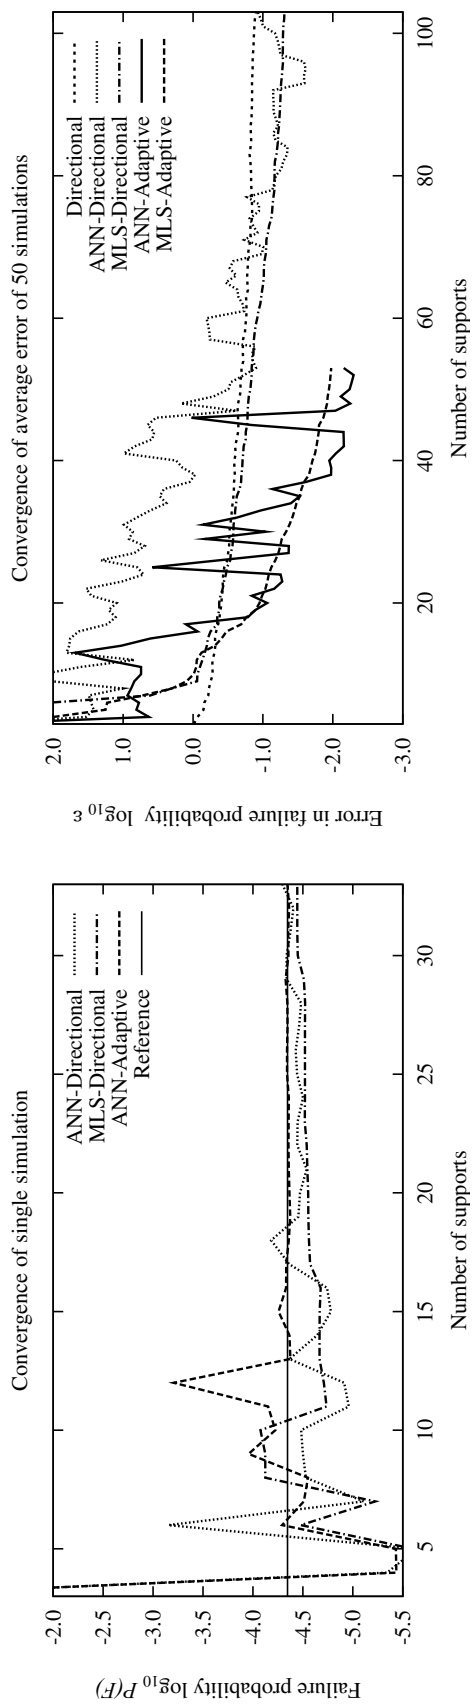 Convergence of single simulation
ANN-Directional
MLS-Directional
ANN-Adaptive
Reference
-2.0
-2.5
-3.0
-3.5
-4.0
-4.5
-5.0
-5.5
Failure probability log10 P(F)
5
10
15
20
25
30
Number of supports
Convergence of average error of 50 simulations
Directional
ANN-Directional
MLS-Directional
ANN-Adaptive
MLS-Adaptive
2.0
1.0
0.0
-1.0
-2.0
-3.0
Error in failure probability log10 ε
20
40
60
80
100
Number of supports